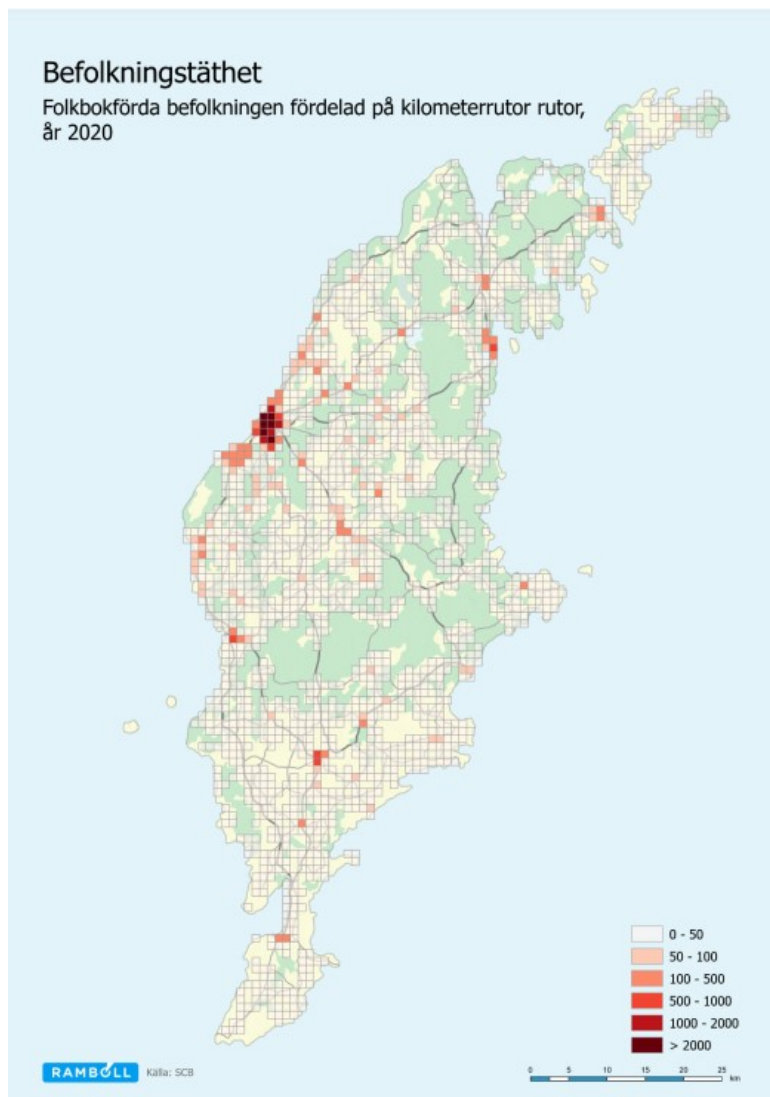 Befolkningstäthet
Folkbokförda befolkningen fördelad på kilometerrutor rutor,
år 2020
0 - 50
50 - 100
100 - 500
500 - 1000
1000 - 2000
> 2000
RAMBOLL Källa: SCB
0 5 10 15 20 25
km